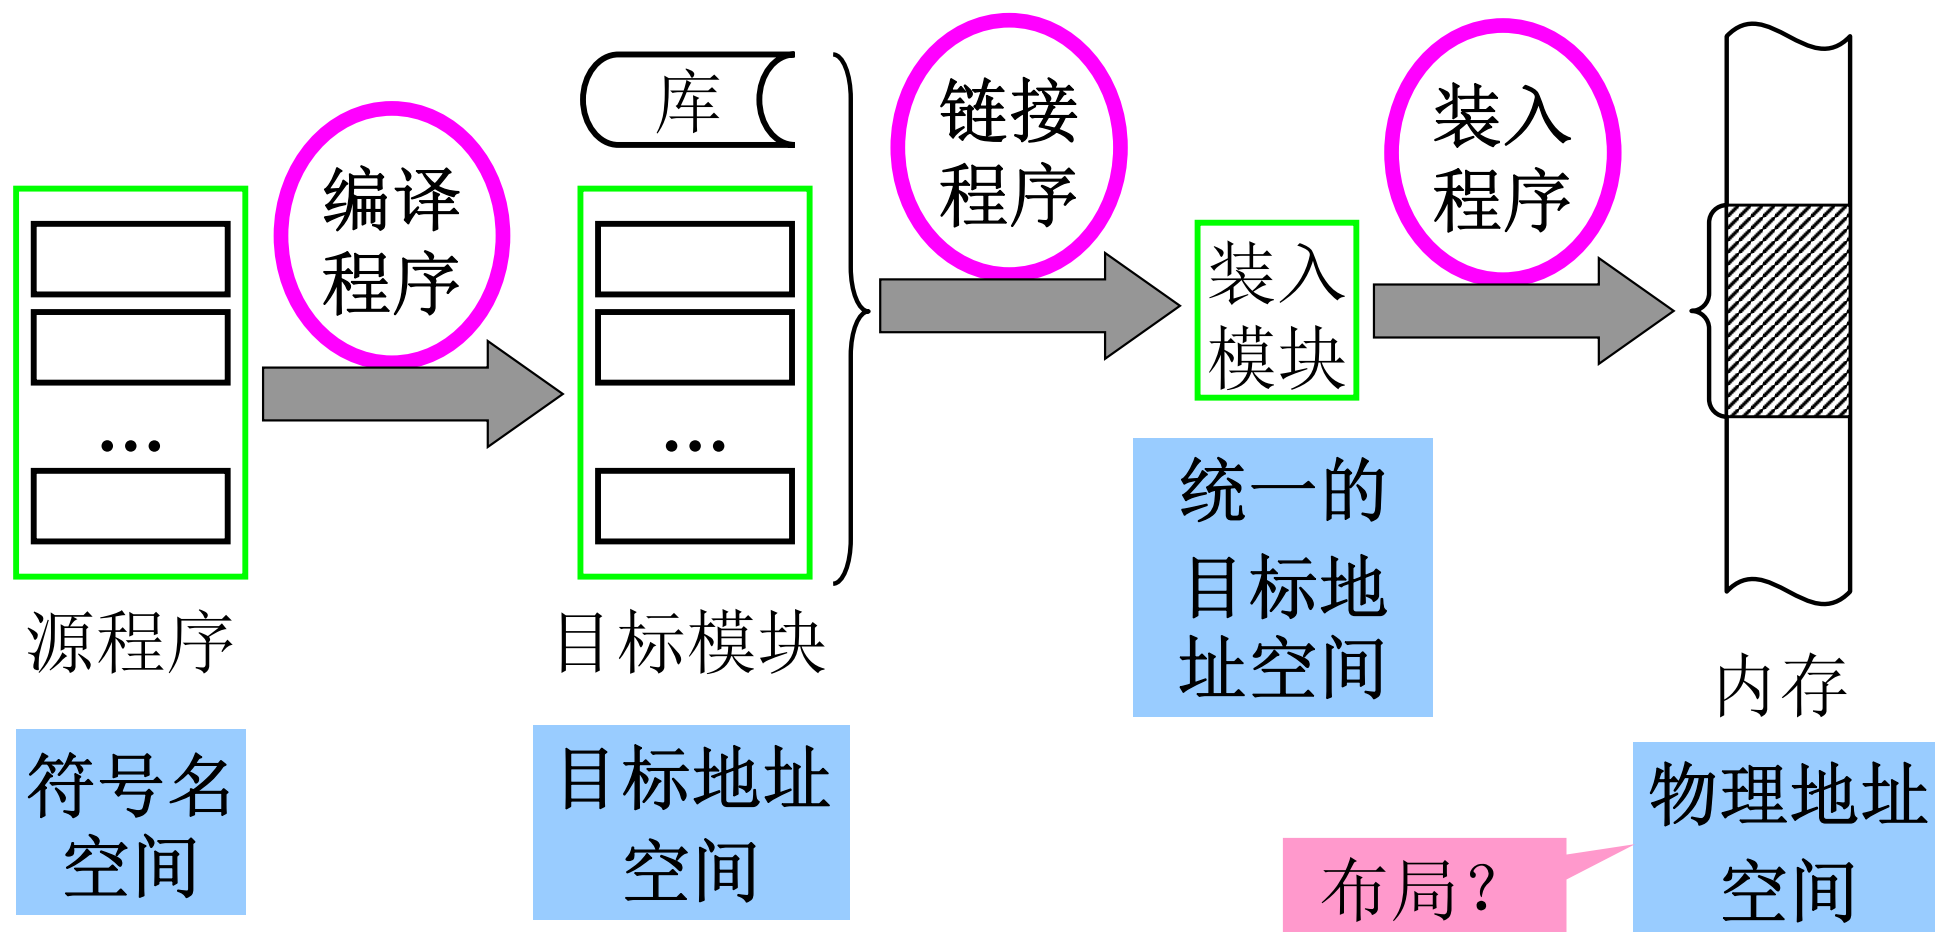 库
编译
程序
链接
程序
装入
程序
装入
模块
...
...
源程序
目标模块
统一的
目标地
址空间
内存
符号名
空间
目标地址
空间
物理地址
空间
布局？